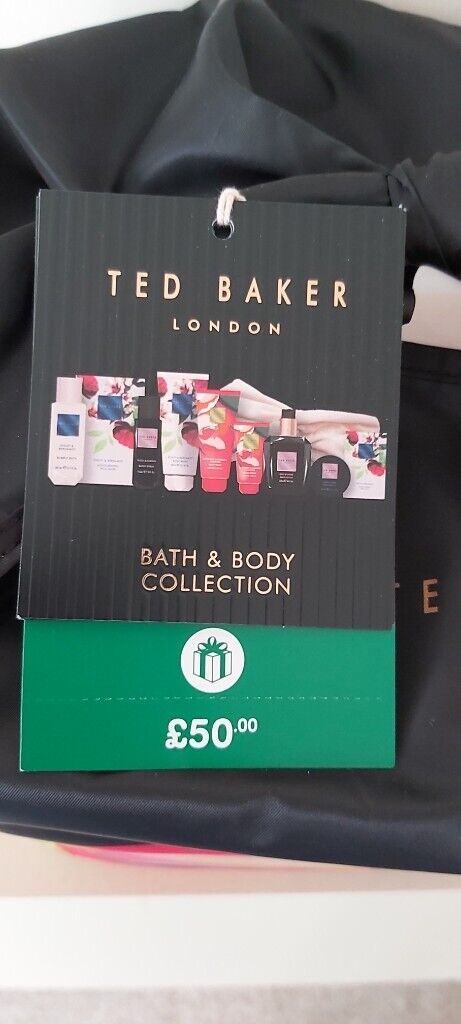 TED BAKER
LONDON
BATH & BODY
COLLECTION
£50.00
E